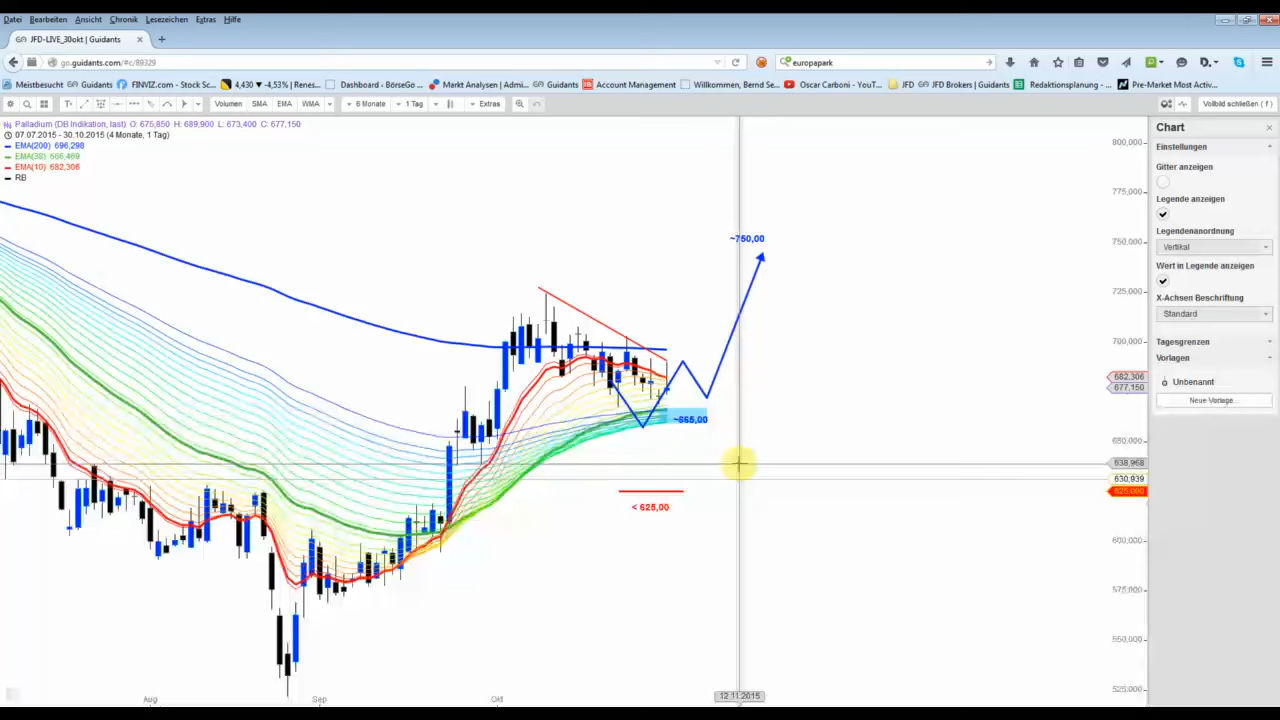 Datei Bearbeiten Ansicht Chronik Lesezeichen Extras Hilfe
JFD-LIVE_30okt | Guidants
go.guidants.com/#c/89329
europapark
Meistbesucht Guidants FINVIZ.com - Stock Sc... 4,430 ▼ -4,53% | Renes... Dashboard - BörseGo ... Markt Analysen | Admi... Guidants Account Management Willkommen, Bernd Se... Oscar Carboni - YouT... JFD JFD Brokers | Guidants Redaktionsplanung - ... Pre-Market Most Activ...
Volumen SMA EMA WMA 6 Monate 1 Tag Extras Vollbild schließen ( f )
Palladium (DB Indikation, last) O: 675,850 H: 689,900 L: 673,400 C: 677,150
07.07.2015 - 30.10.2015 (4 Monate, 1 Tag)
EMA(200) 696,298
EMA(39) 666,469
EMA(10) 682,306
RB
~750,00
~665,00
< 625,00
800,000
775,000
750,000
725,000
700,000
682,306
677,150
650,000
638,968
630,939
625,000
600,000
575,000
550,000
525,000
Aug Sep Okt 12.11.2015
Chart
Einstellungen
Gitter anzeigen
Legende anzeigen
Legendenanordnung
Vertikal
Wert in Legende anzeigen
X-Achsen Beschriftung
Standard
Tagesgrenzen
Vorlagen
Unbenannt
Neue Vorlage...